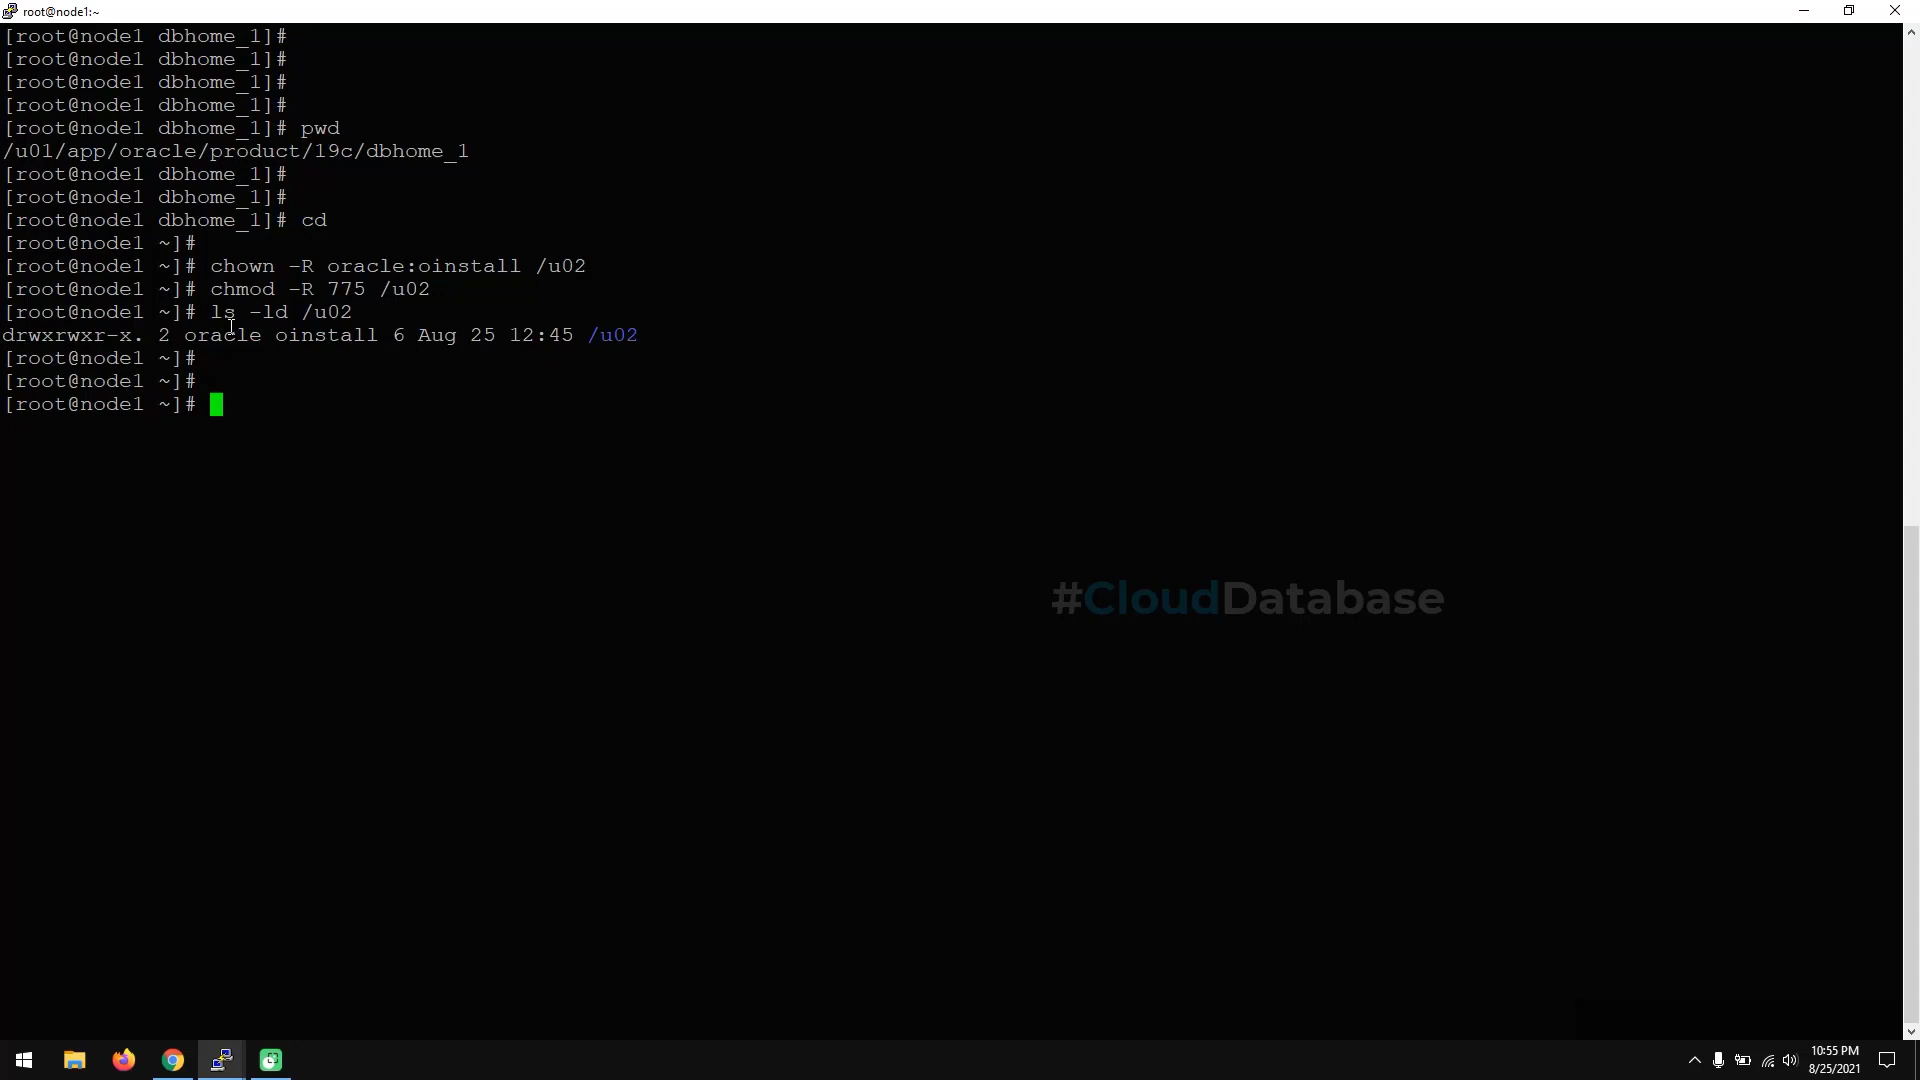 root@node1:~
[root@node1 dbhome_1]#
[root@node1 dbhome_1]#
[root@node1 dbhome_1]#
[root@node1 dbhome_1]#
[root@node1 dbhome_1]# pwd
/u01/app/oracle/product/19c/dbhome_1
[root@node1 dbhome_1]#
[root@node1 dbhome_1]#
[root@node1 dbhome_1]# cd
[root@node1 ~]#
[root@node1 ~]# chown -R oracle:oinstall /u02
[root@node1 ~]# chmod -R 775 /u02
[root@node1 ~]# ls -ld /u02
drwxrwxr-x. 2 oracle oinstall 6 Aug 25 12:45 /u02
[root@node1 ~]#
[root@node1 ~]#
[root@node1 ~]#
#CloudDatabase
10:55 PM
8/25/2021